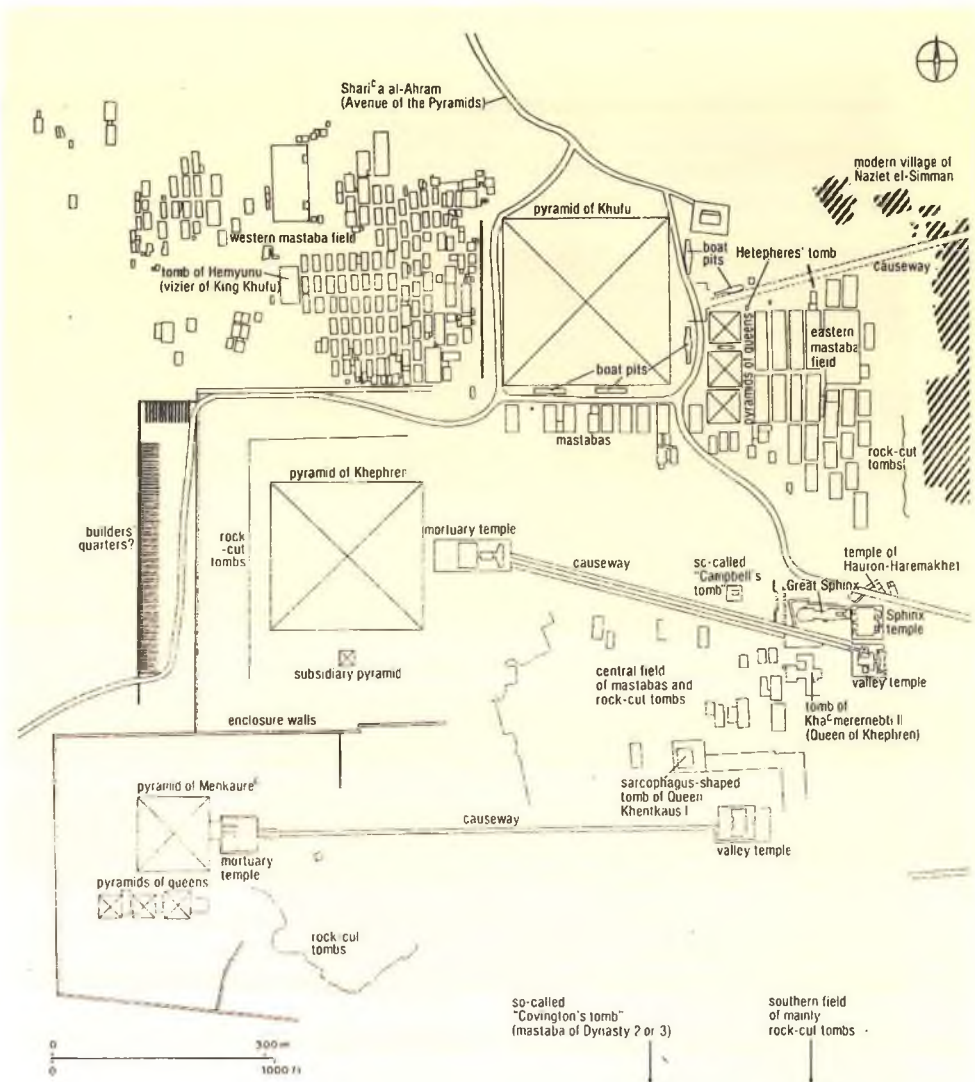 Shariᶜa al-Ahram
(Avenue of the Pyramids)
modern village of
Nazlet el-Simman
pyramid of Khufu
western mastaba field
boat
pits
Hetepheres' tomb
causeway
tomb of Hemyunu
(vizier of King Khufu)
pyramids of queens
eastern
mastaba
field
boat pits
mastabas
rock-cut
tombs
pyramid of Khephren
builders'
quarters?
rock
-cut
tombs
mortuary temple
causeway
so-called
"Campbell's
tomb"
temple of
Hauron-Haremakhet
Great Sphinx
Sphinx
temple
subsidiary pyramid
central field
of mastabas and
rock-cut tombs
valley temple
tomb of
Khaᶜmerernebti II
(Queen of Khephren)
enclosure walls
pyramid of Menkaureᶜ
sarcophagus-shaped
tomb of Queen
Khentkaus I
causeway
mortuary
temple
valley temple
pyramids of queens
rock-cut
tombs
so-called
"Covington's tomb"
(mastaba of Dynasty 2 or 3)
southern field
of mainly
rock-cut tombs
0 300 m
0 1000 ft